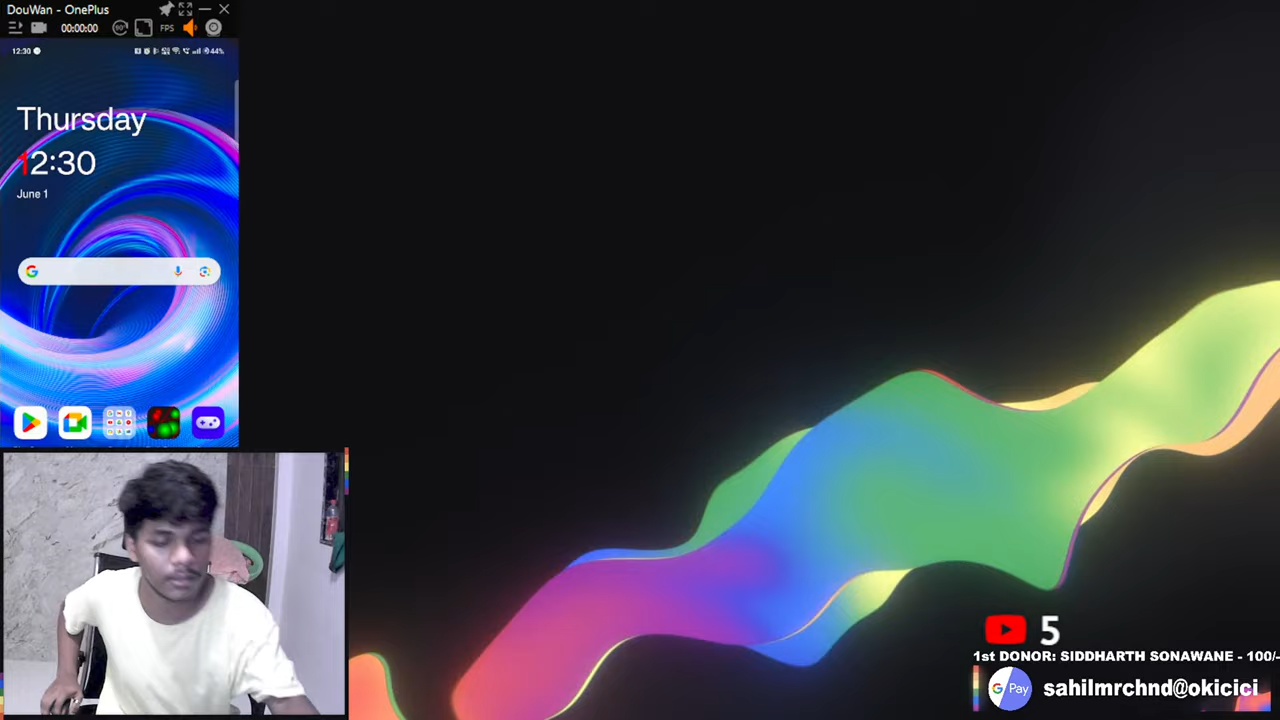 DouWan - OnePlus
00:00:00
90°
FPS
12:30
44%
Thursday
12:30
June 1
5
1st DONOR: SIDDHARTH SONAWANE - 100/-
G Pay
sahilmrchnd@okicici